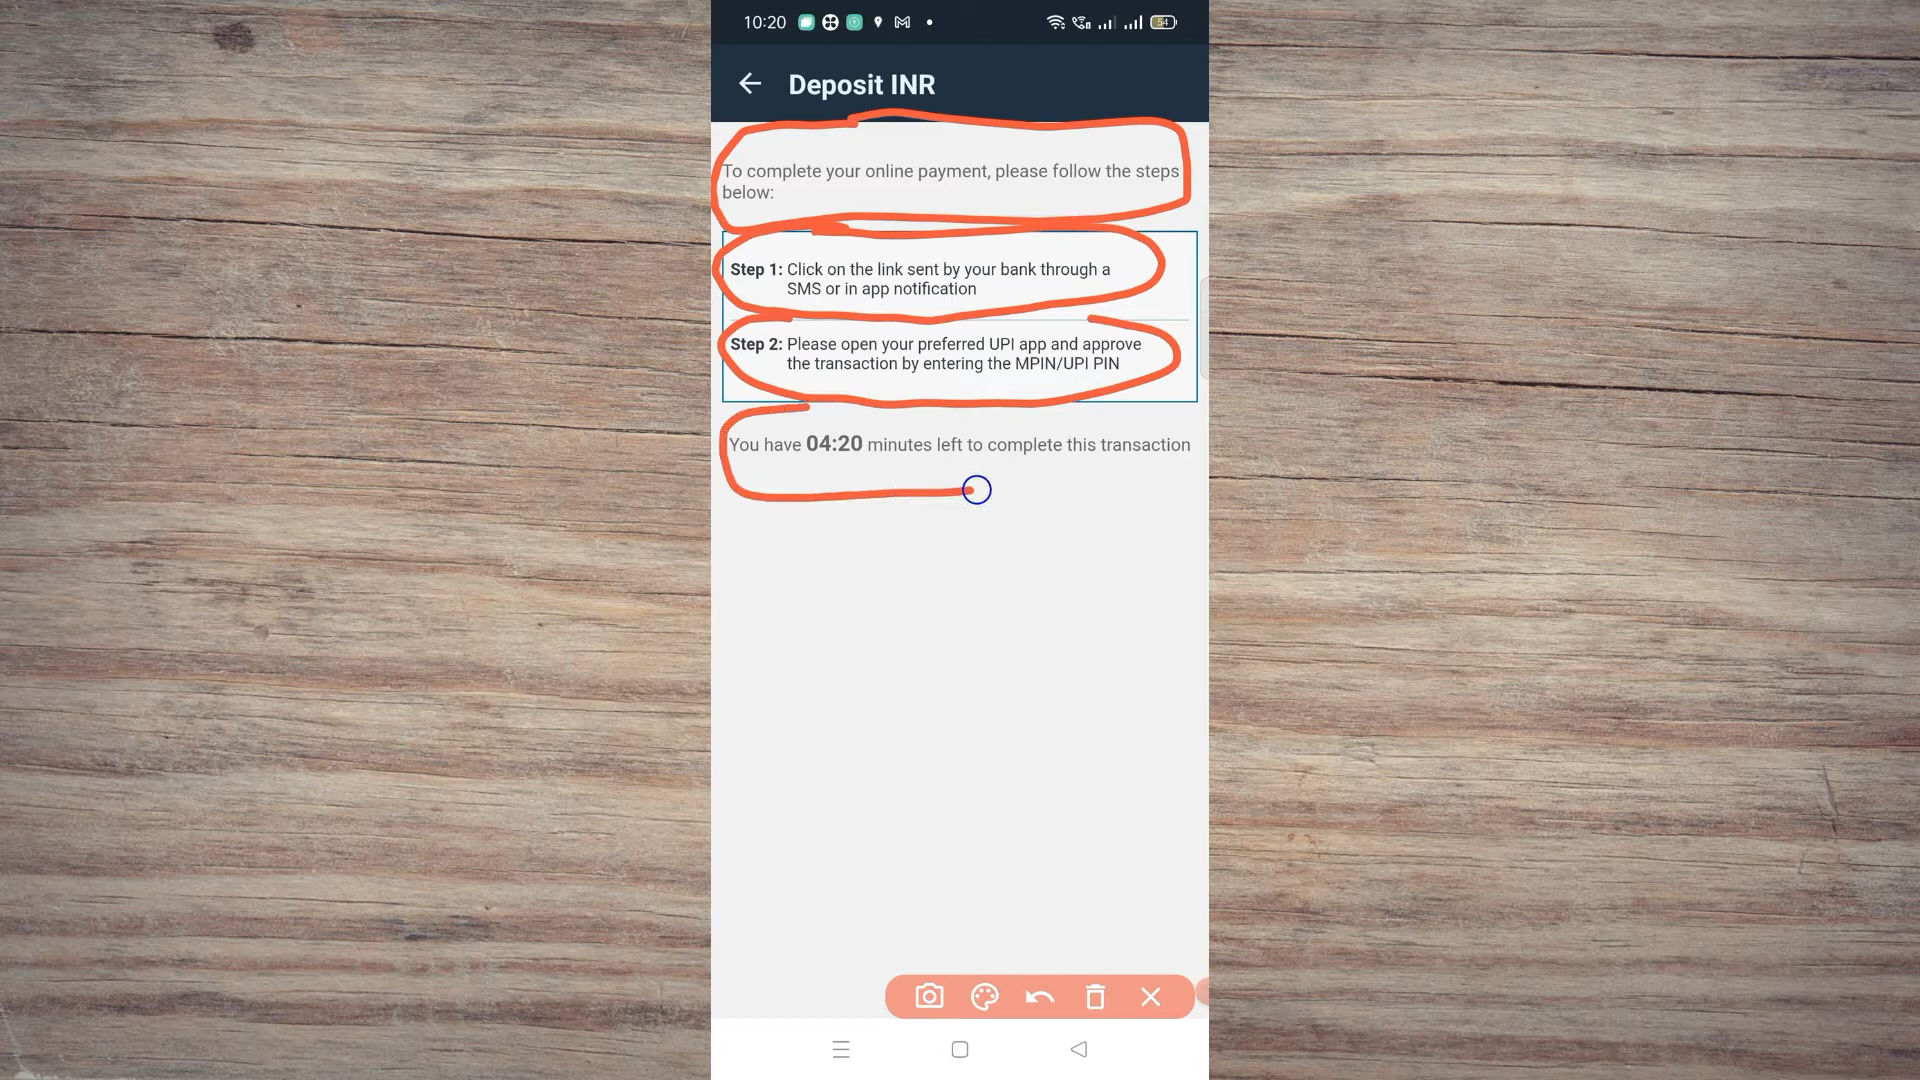 10:20
54
Deposit INR
To complete your online payment, please follow the steps
below:
Step 1: Click on the link sent by your bank through a
SMS or in app notification
Step 2: Please open your preferred UPI app and approve
the transaction by entering the MPIN/UPI PIN
You have 04:20 minutes left to complete this transaction